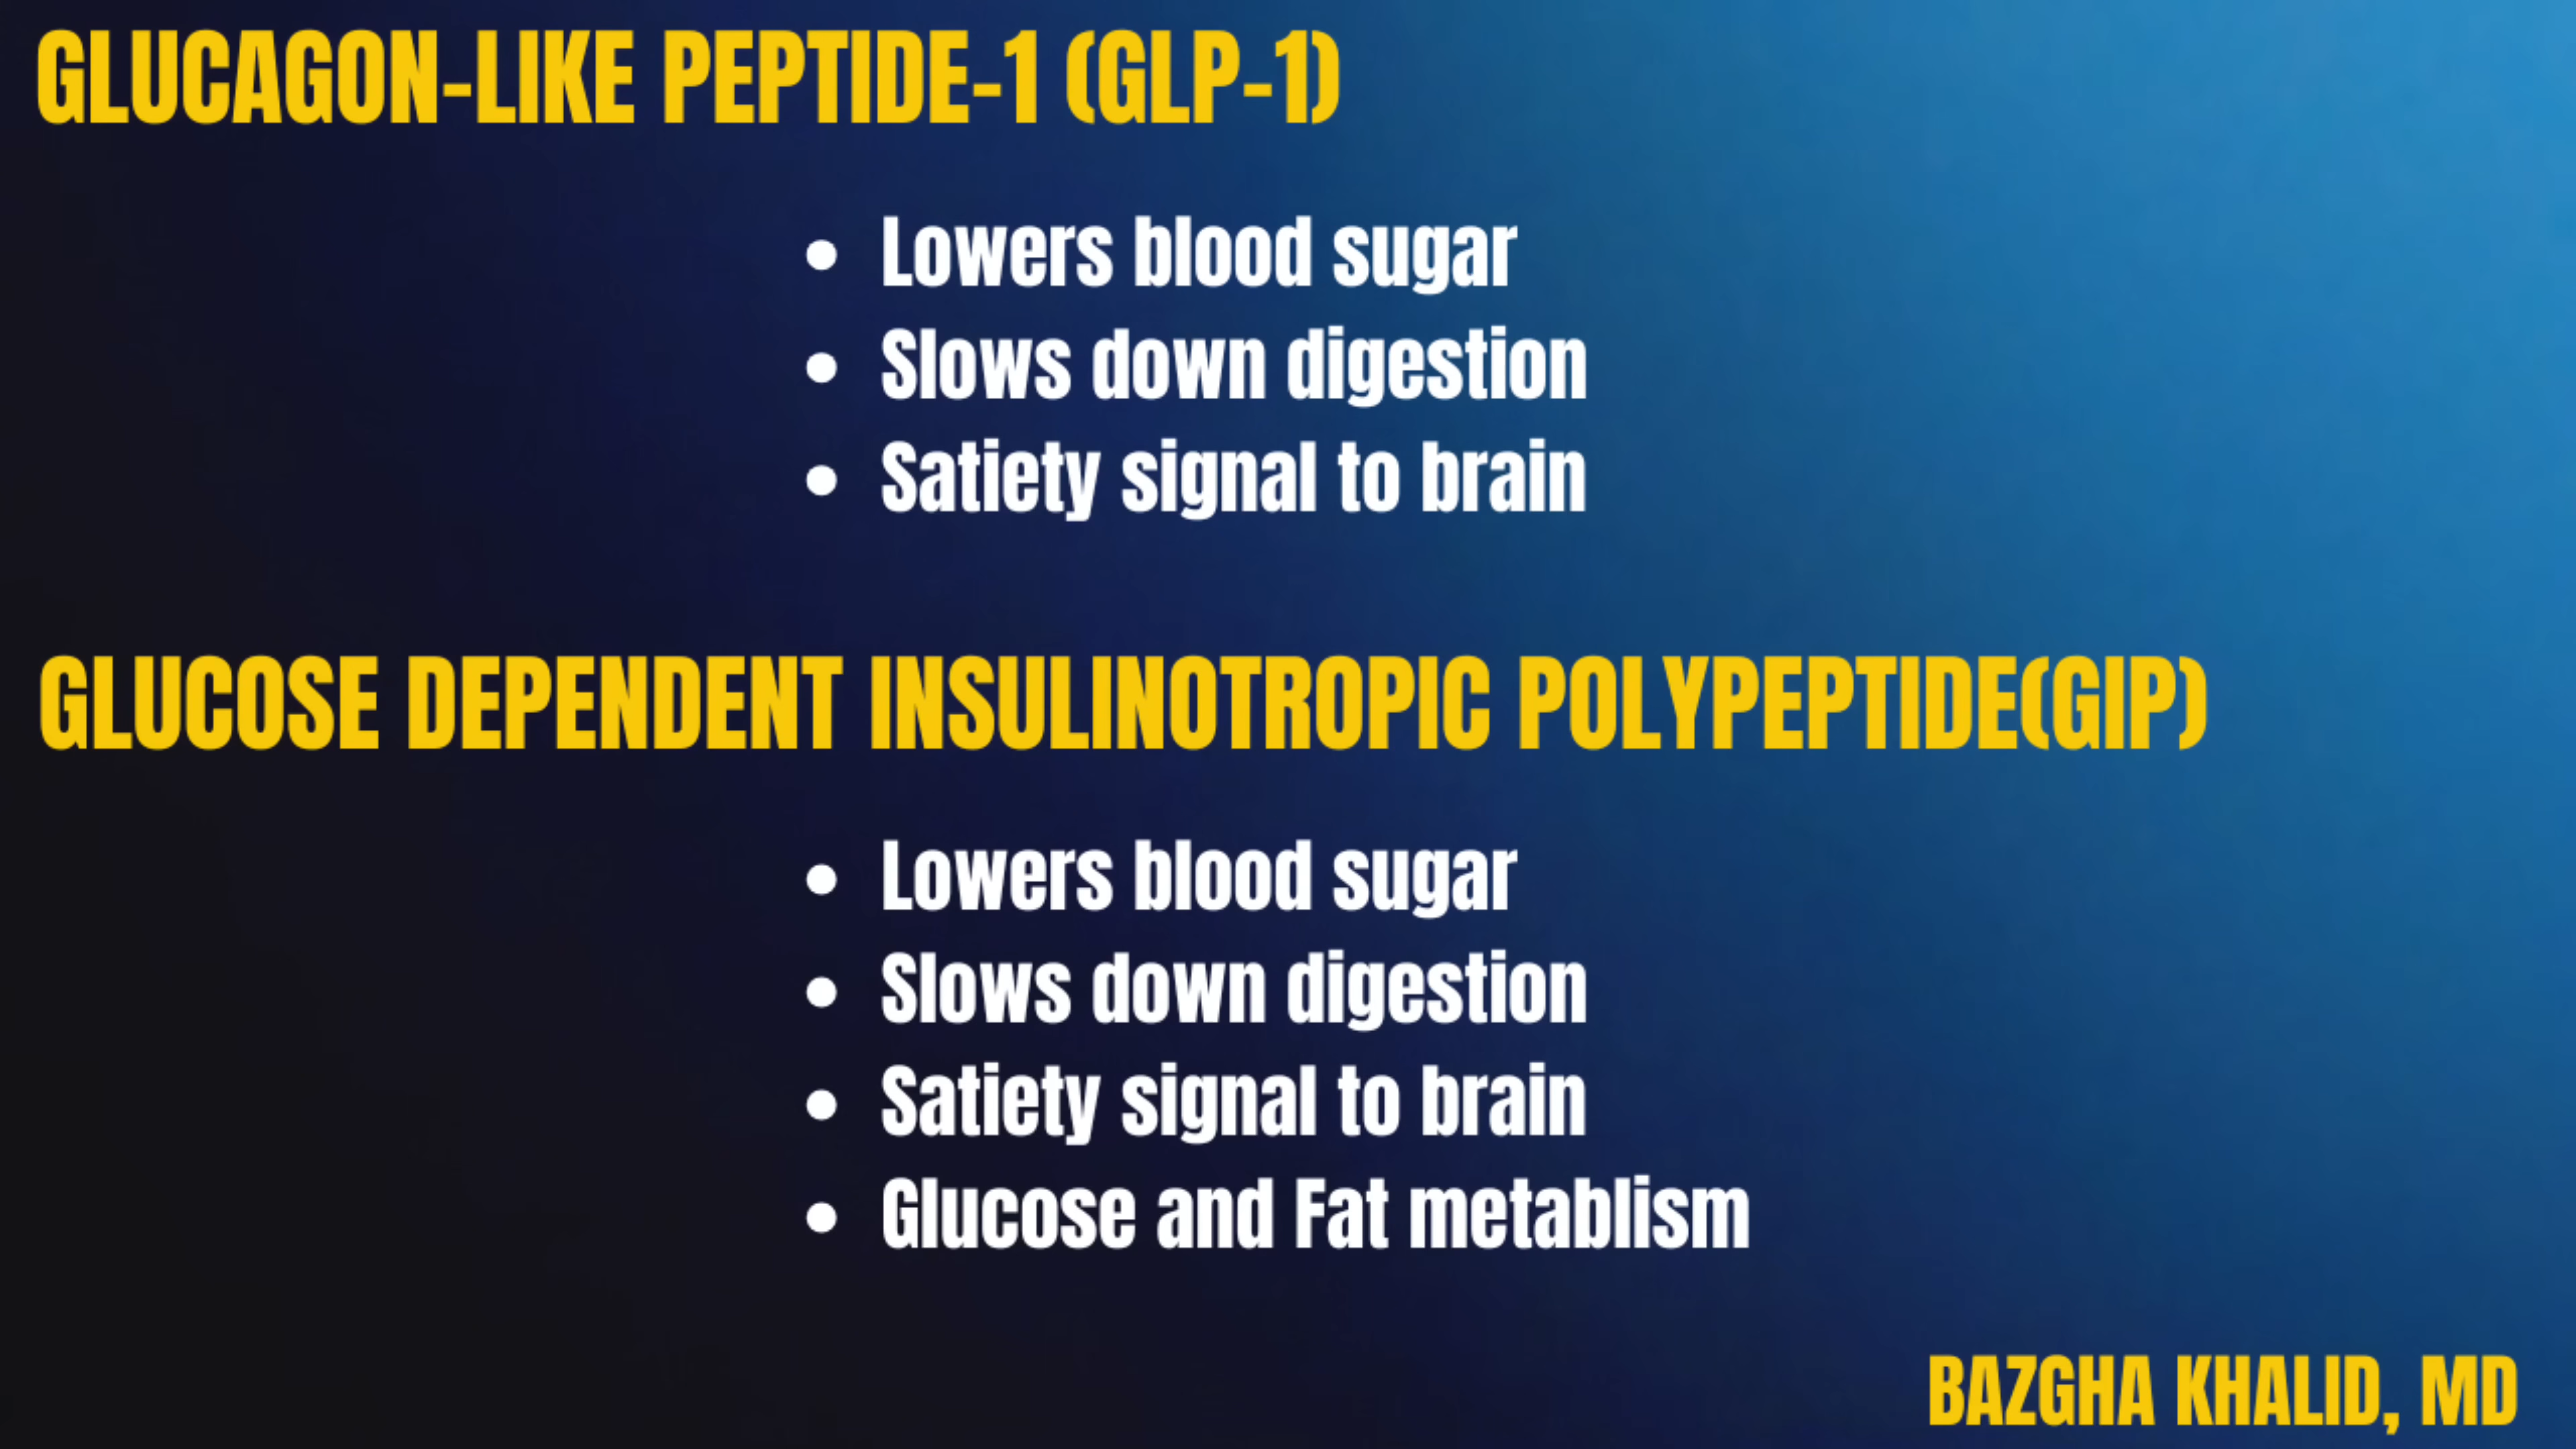 GLUCAGON-LIKE PEPTIDE-1 (GLP-1)
• Lowers blood sugar
• Slows down digestion
• Satiety signal to brain
GLUCOSE DEPENDENT INSULINOTROPIC POLYPEPTIDE(GIP)
• Lowers blood sugar
• Slows down digestion
• Satiety signal to brain
• Glucose and Fat metablism
BAZGHA KHALID, MD